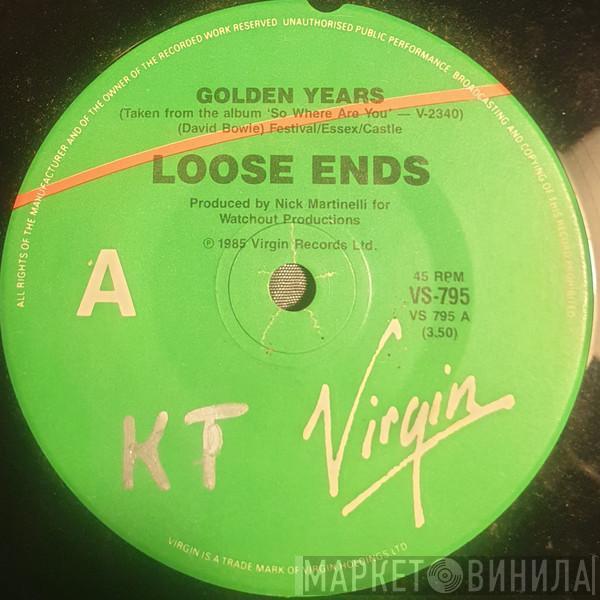 ALL RIGHTS OF THE MANUFACTURER AND OF THE OWNER OF THE RECORDED WORK RESERVED. UNAUTHORISED PUBLIC PERFORMANCE, BROADCASTING AND COPYING OF THIS RECORD PROHIBITED
GOLDEN YEARS
(Taken from the album 'So Where Are You' — V-2340)
(David Bowie) Festival/Essex/Castle
LOOSE ENDS
Produced by Nick Martinelli for
Watchout Productions
℗ 1985 Virgin Records Ltd.
A
45 RPM
VS-795
VS 795 A
(3.50)
KT
Virgin
VIRGIN IS A TRADE MARK OF VIRGIN HOLDINGS LTD
МАРКЕТ ВИНИЛА